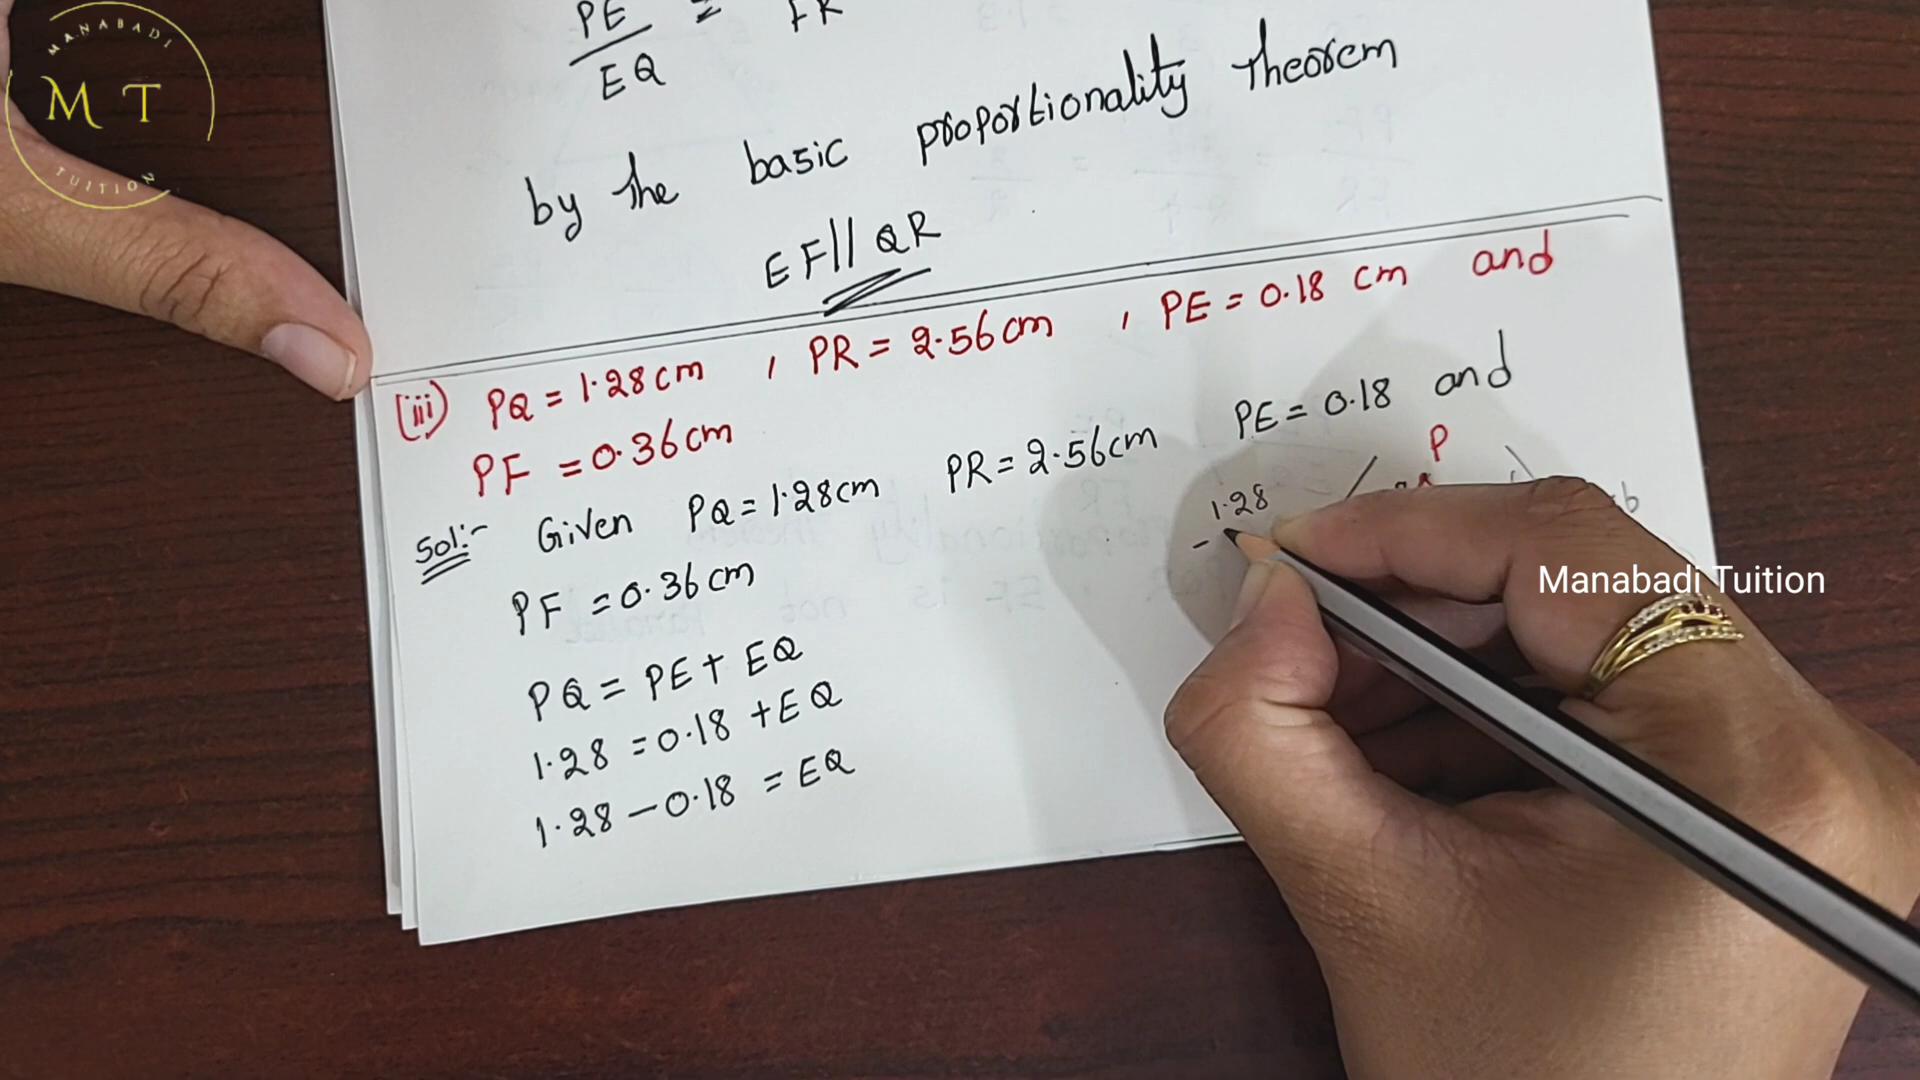 MANABADI
M T
TUITION
PE = FR
EQ
by the basic proportionality Theorem
EF || QR
(iii) PQ = 1.28 cm , PR = 2.56 cm , PE = 0.18 cm and
PF = 0.36 cm
Sol:- Given PQ = 1.28 cm PR = 2.56 cm PE = 0.18 and
PF = 0.36 cm
P
1.28
-
PQ = PE + EQ
1.28 = 0.18 + EQ
1.28 - 0.18 = EQ
Manabadi Tuition